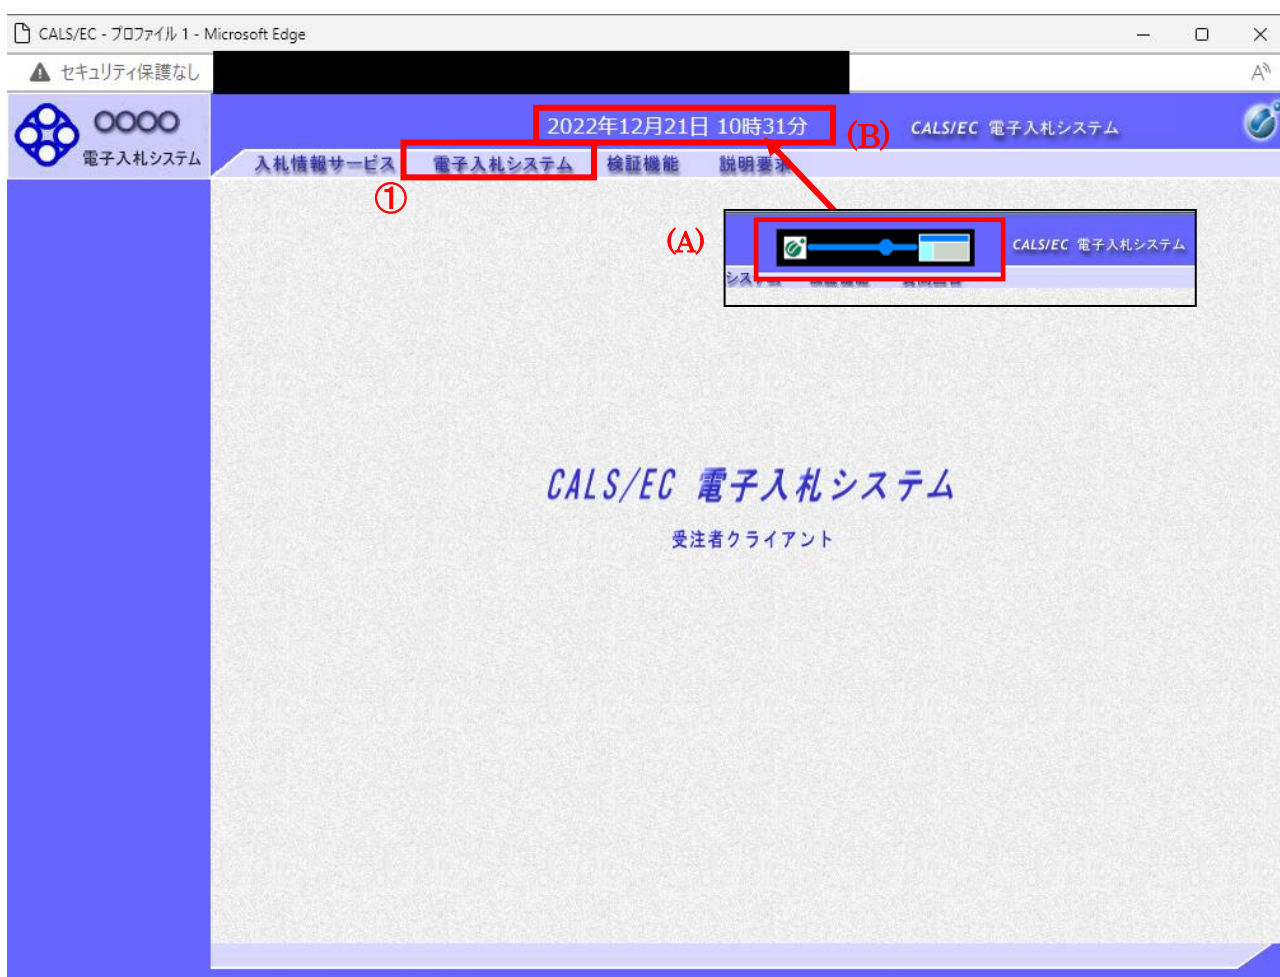 CALS/EC - プロファイル 1 - Microsoft Edge
セキュリティ保護なし
A
〇〇〇〇
電子入札システム
2022年12月21日 10時31分
(B)
CALS/EC 電子入札システム
入札情報サービス 電子入札システム 検証機能 説明要求
①
(A)
CALS/EC 電子入札システム
システム
CALS/EC 電子入札システム
受注者クライアント